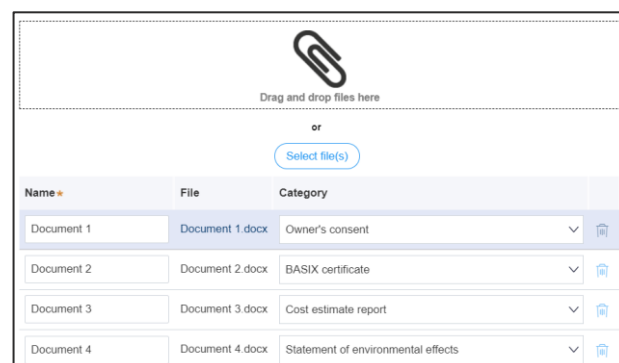 Drag and drop files here
or
Select file(s)
Name★ File Category
Document 1 Document 1.docx Owner's consent
Document 2 Document 2.docx BASIX certificate
Document 3 Document 3.docx Cost estimate report
Document 4 Document 4.docx Statement of environmental effects